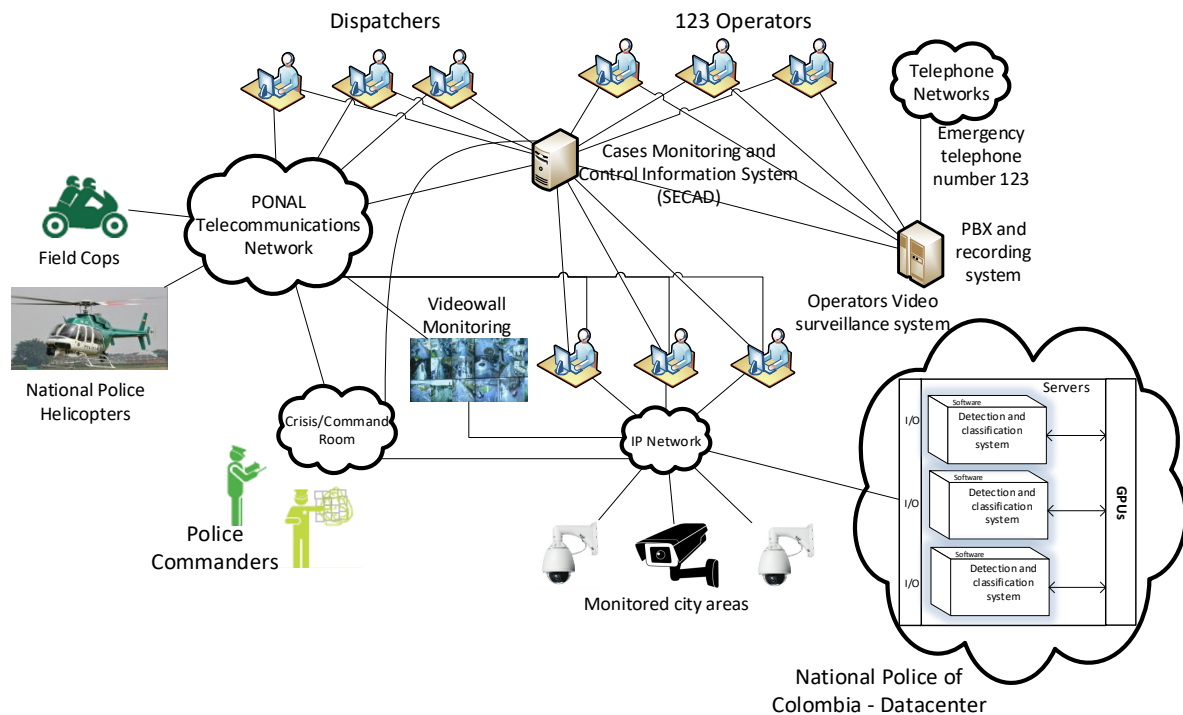 Dispatchers
123 Operators
Telephone
Networks
Emergency
telephone
number 123
Cases Monitoring and
Control Information System
(SECAD)
PONAL
Telecommunications
Network
Field Cops
PBX and
recording
system
Operators Video
surveillance system
Videowall
Monitoring
National Police
Helicopters
Crisis/Command
Room
IP Network
Police
Commanders
Monitored city areas
Servers
I/O
Software
Detection and
classification
system
I/O
Software
Detection and
classification
system
I/O
Software
Detection and
classification
system
GPUs
National Police of
Colombia - Datacenter